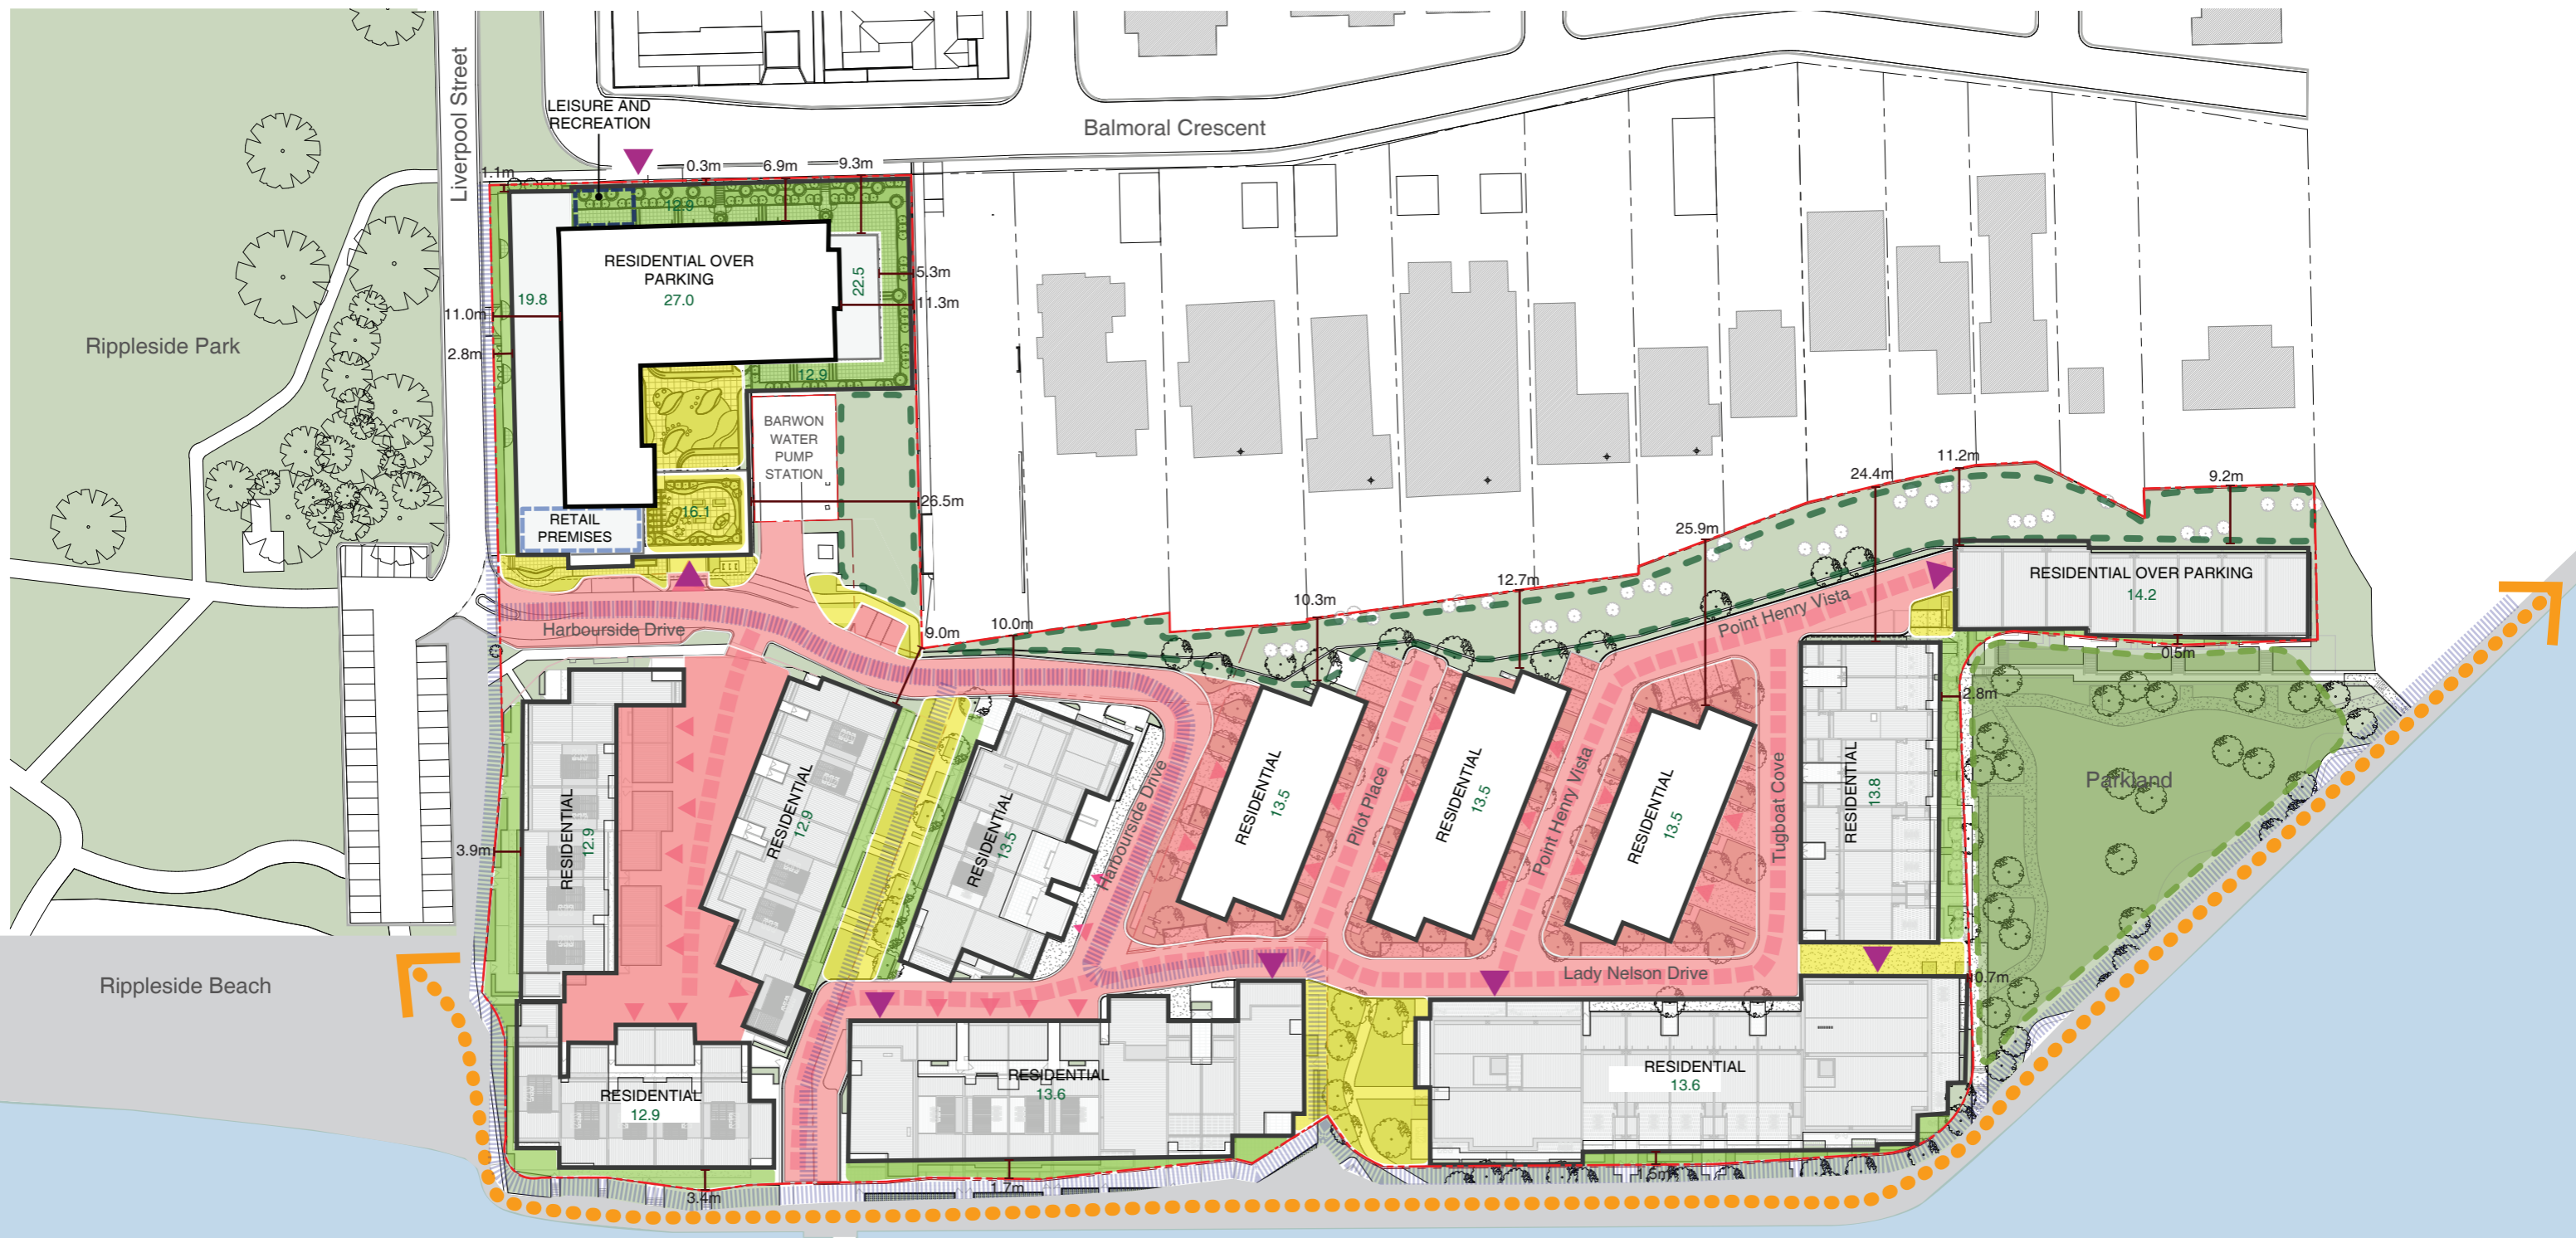 Liverpool Street
LEISURE AND
RECREATION
Balmoral Crescent
1.1m
0.3m
6.9m
9.3m
12.9
RESIDENTIAL OVER
PARKING
27.0
19.8
22.5
5.3m
11.3m
11.0m
2.8m
Rippleside Park
12.9
BARWON
WATER
PUMP
STATION
26.5m
16.1
RETAIL
PREMISES
Harbourside Drive
9.0m
10.0m
10.3m
12.7m
25.9m
24.4m
11.2m
9.2m
Point Henry Vista
RESIDENTIAL OVER PARKING
14.2
0.5m
2.8m
RESIDENTIAL
12.9
RESIDENTIAL
12.9
RESIDENTIAL
13.5
Harbourside Drive
RESIDENTIAL
13.5
Pilot Place
RESIDENTIAL
13.5
Point Henry Vista
RESIDENTIAL
13.5
Tugboat Cove
RESIDENTIAL
13.8
Parkland
3.9m
Rippleside Beach
Lady Nelson Drive
0.7m
RESIDENTIAL
12.9
RESIDENTIAL
13.6
RESIDENTIAL
13.6
3.4m
1.7m
1.5m